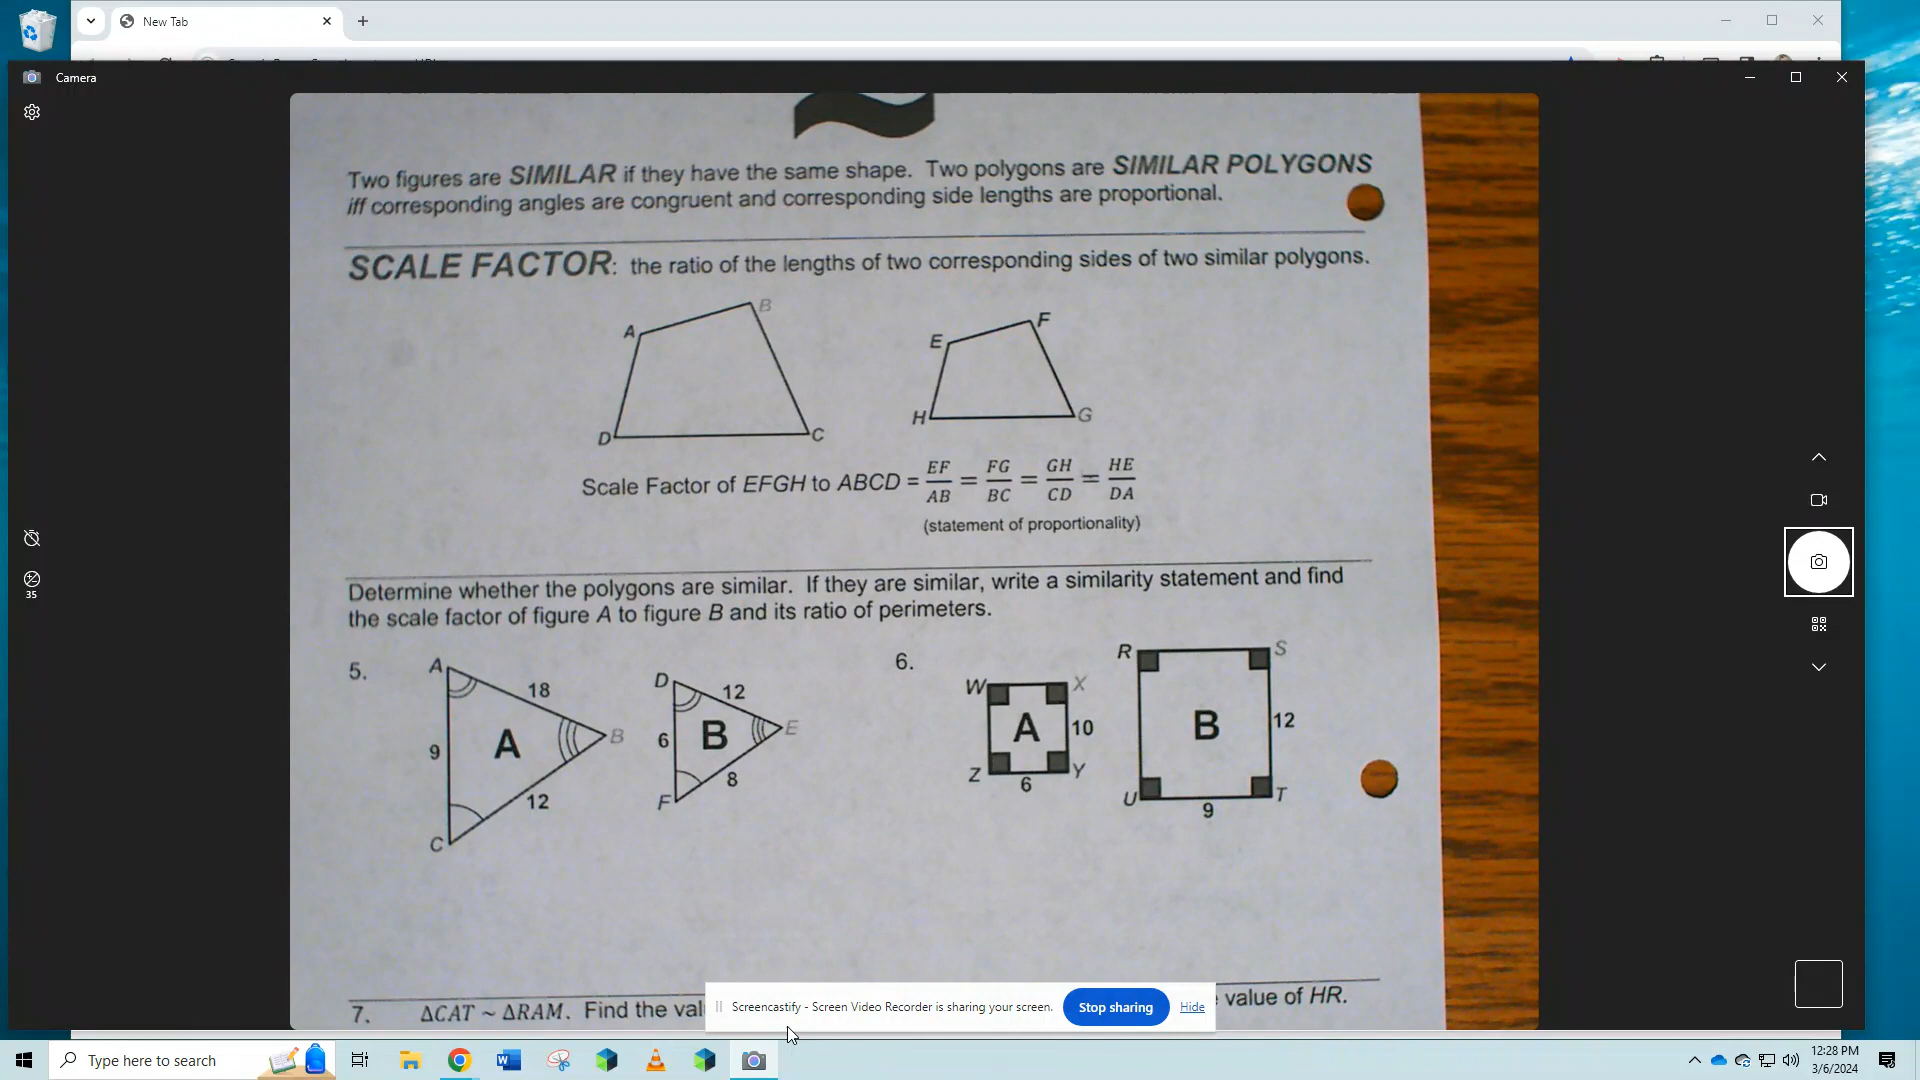 New Tab
Camera
Two figures are SIMILAR if they have the same shape. Two polygons are SIMILAR POLYGONS
iff corresponding angles are congruent and corresponding side lengths are proportional.
SCALE FACTOR: the ratio of the lengths of two corresponding sides of two similar polygons.
A B
D C
E F
H G
Scale Factor of EFGH to ABCD = EF/AB = FG/BC = GH/CD = HE/DA
(statement of proportionality)
Determine whether the polygons are similar. If they are similar, write a similarity statement and find
the scale factor of figure A to figure B and its ratio of perimeters.
5.
A 18
9 A B
12
C
D 12
6 B E
8
F
6.
W X
A 10
Z Y
6
R S
B 12
U T
9
7. ΔCAT ~ ΔRAM. Find the val
value of HR.
Screencastify - Screen Video Recorder is sharing your screen.
Stop sharing
Hide
35
Type here to search
12:28 PM
3/6/2024